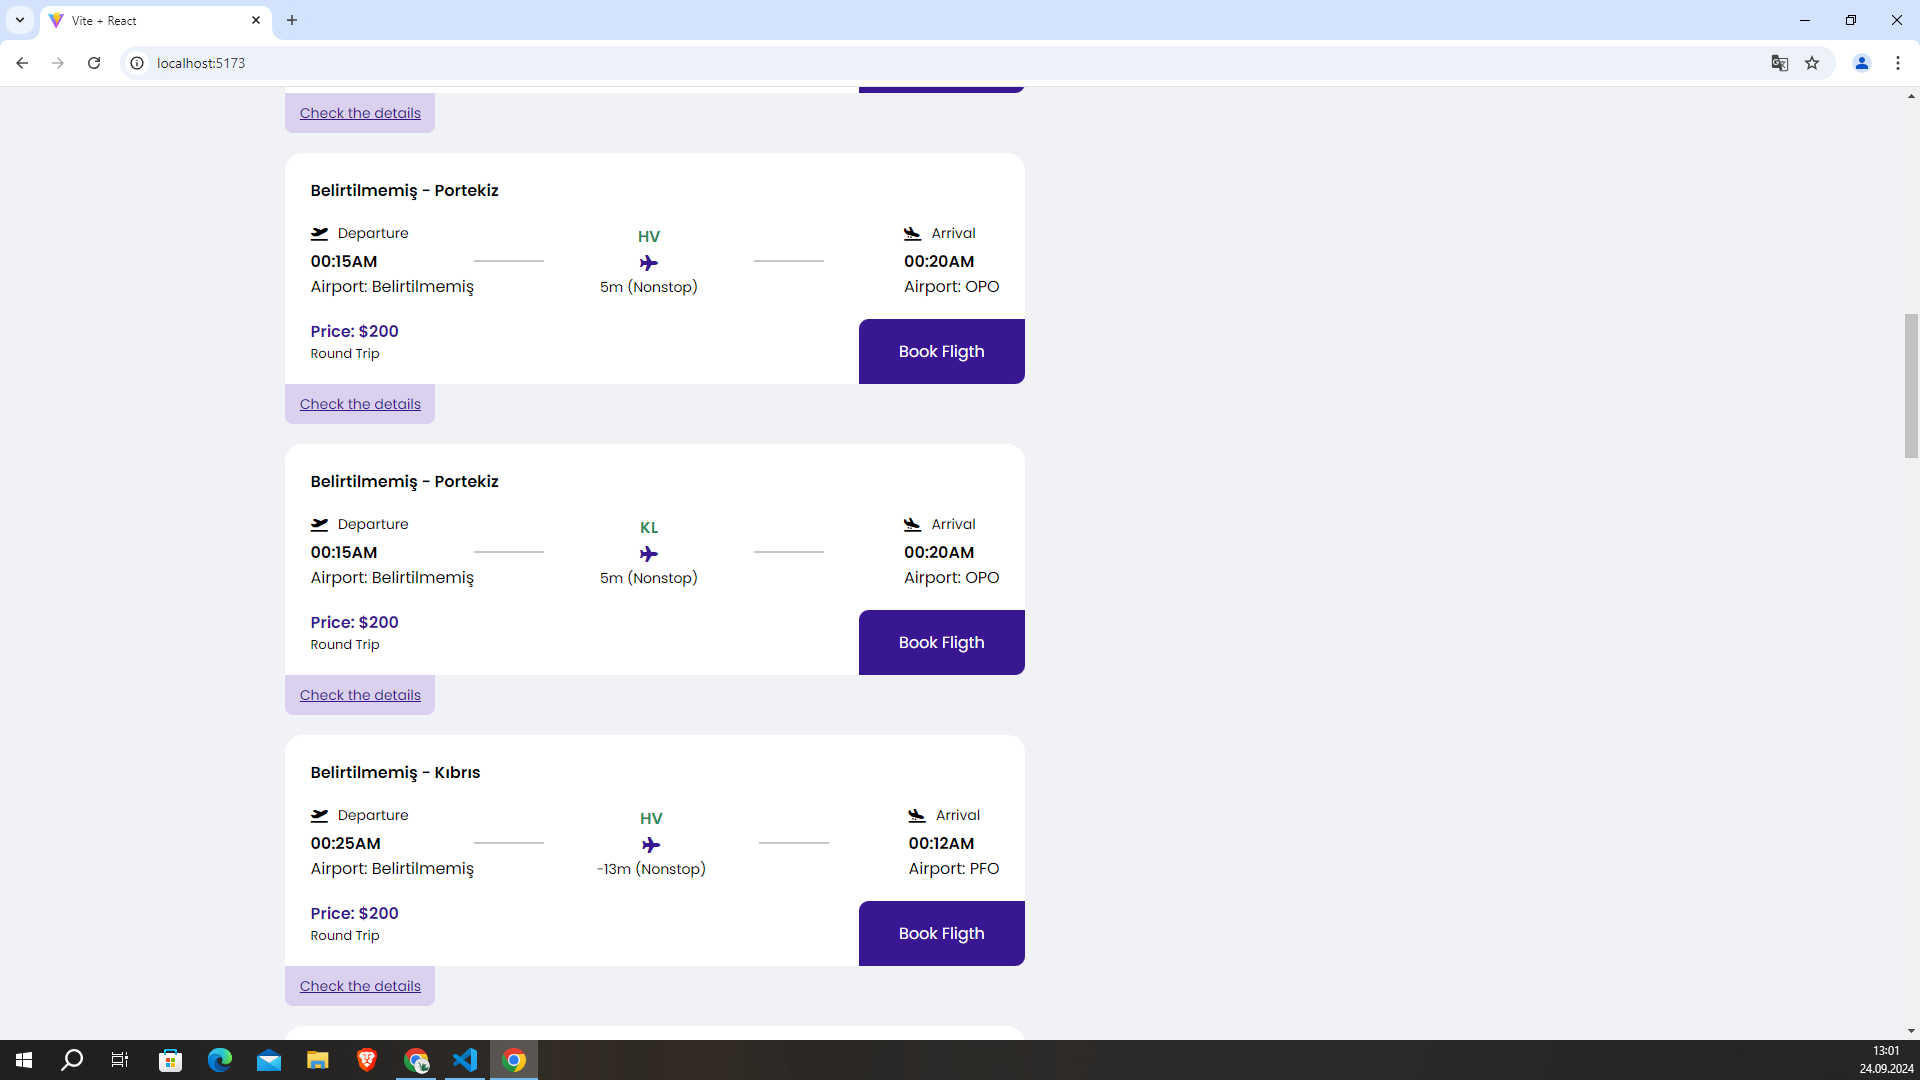 Vite + React
localhost:5173
Check the details
Belirtilmemiş - Portekiz
Departure
HV
Arrival
00:15AM
00:20AM
Airport: Belirtilmemiş
5m (Nonstop)
Airport: OPO
Price: $200
Round Trip
Book Fligth
Check the details
Belirtilmemiş - Portekiz
Departure
KL
Arrival
00:15AM
00:20AM
Airport: Belirtilmemiş
5m (Nonstop)
Airport: OPO
Price: $200
Round Trip
Book Fligth
Check the details
Belirtilmemiş - Kıbrıs
Departure
HV
Arrival
00:25AM
00:12AM
Airport: Belirtilmemiş
-13m (Nonstop)
Airport: PFO
Price: $200
Round Trip
Book Fligth
Check the details
13:01
24.09.2024